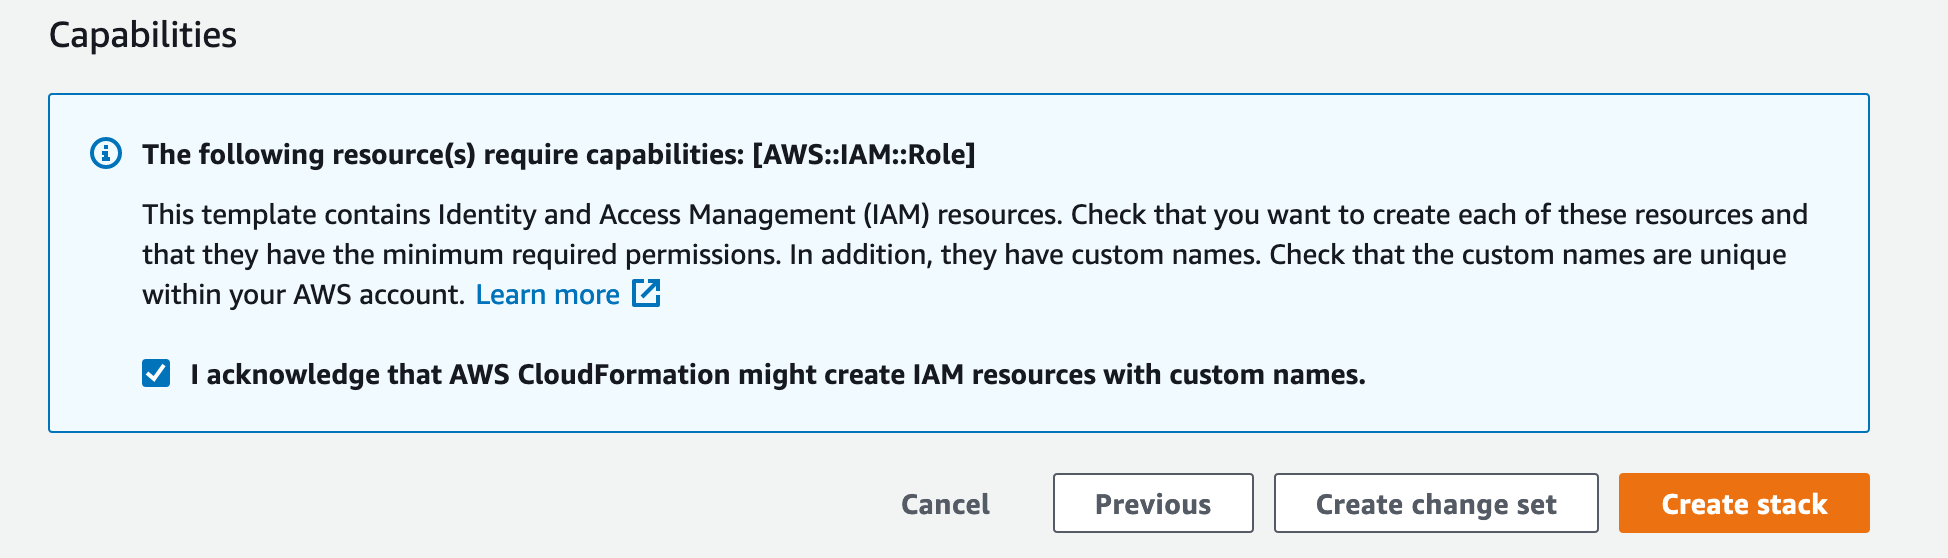 Capabilities
The following resource(s) require capabilities: [AWS::IAM::Role]
This template contains Identity and Access Management (IAM) resources. Check that you want to create each of these resources and
that they have the minimum required permissions. In addition, they have custom names. Check that the custom names are unique
within your AWS account. Learn more
I acknowledge that AWS CloudFormation might create IAM resources with custom names.
Cancel Previous Create change set Create stack